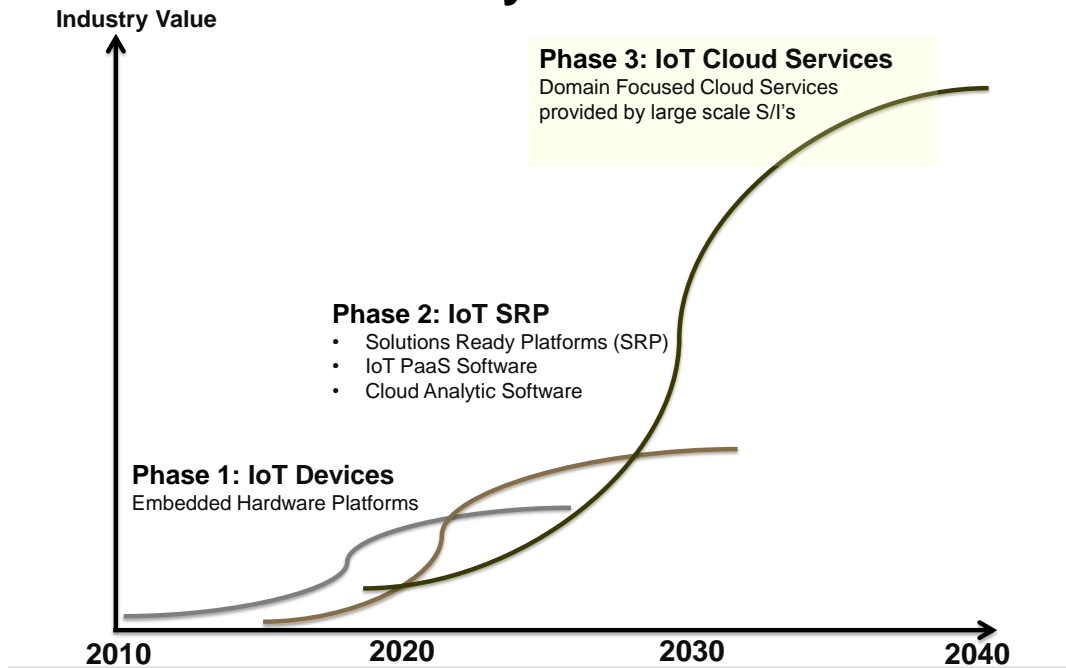 Industry Value
Phase 3: IoT Cloud Services
Domain Focused Cloud Services
provided by large scale S/I's
Phase 2: IoT SRP
• Solutions Ready Platforms (SRP)
• IoT PaaS Software
• Cloud Analytic Software
Phase 1: IoT Devices
Embedded Hardware Platforms
2010 2020 2030 2040